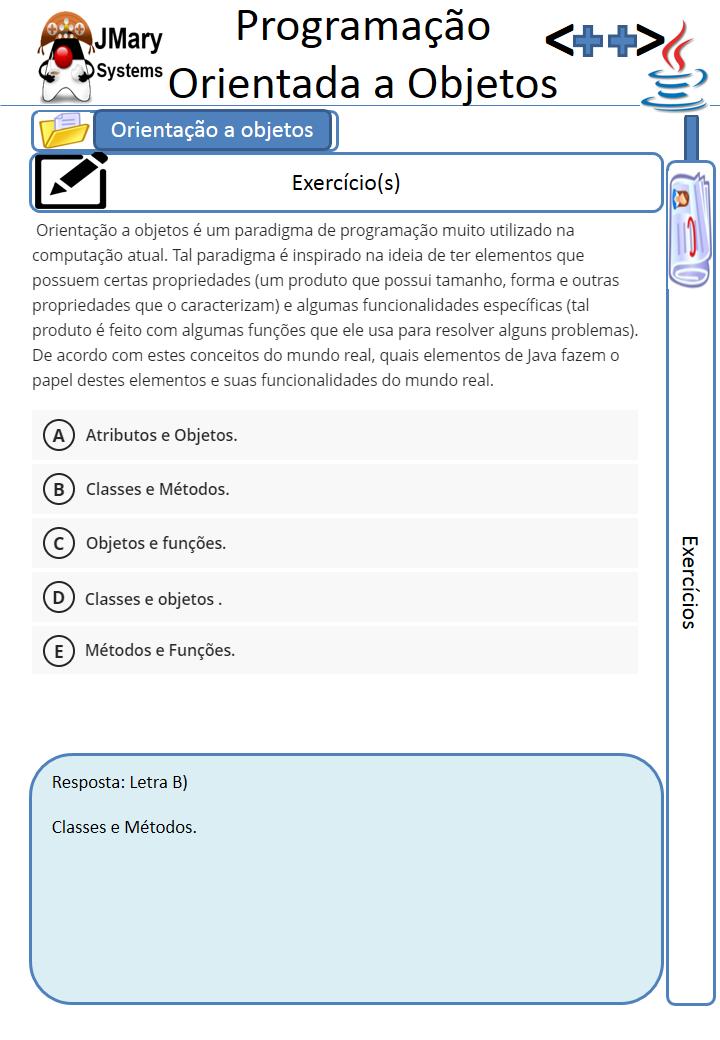 JMary
Systems
Programação
Orientada a Objetos
<++>
Orientação a objetos
Exercício(s)
Orientação a objetos é um paradigma de programação muito utilizado na
computação atual. Tal paradigma é inspirado na ideia de ter elementos que
possuem certas propriedades (um produto que possui tamanho, forma e outras
propriedades que o caracterizam) e algumas funcionalidades específicas (tal
produto é feito com algumas funções que ele usa para resolver alguns problemas).
De acordo com estes conceitos do mundo real, quais elementos de Java fazem o
papel destes elementos e suas funcionalidades do mundo real.
A Atributos e Objetos.
B Classes e Métodos.
C Objetos e funções.
D Classes e objetos .
E Métodos e Funções.
Exercícios
Resposta: Letra B)
Classes e Métodos.